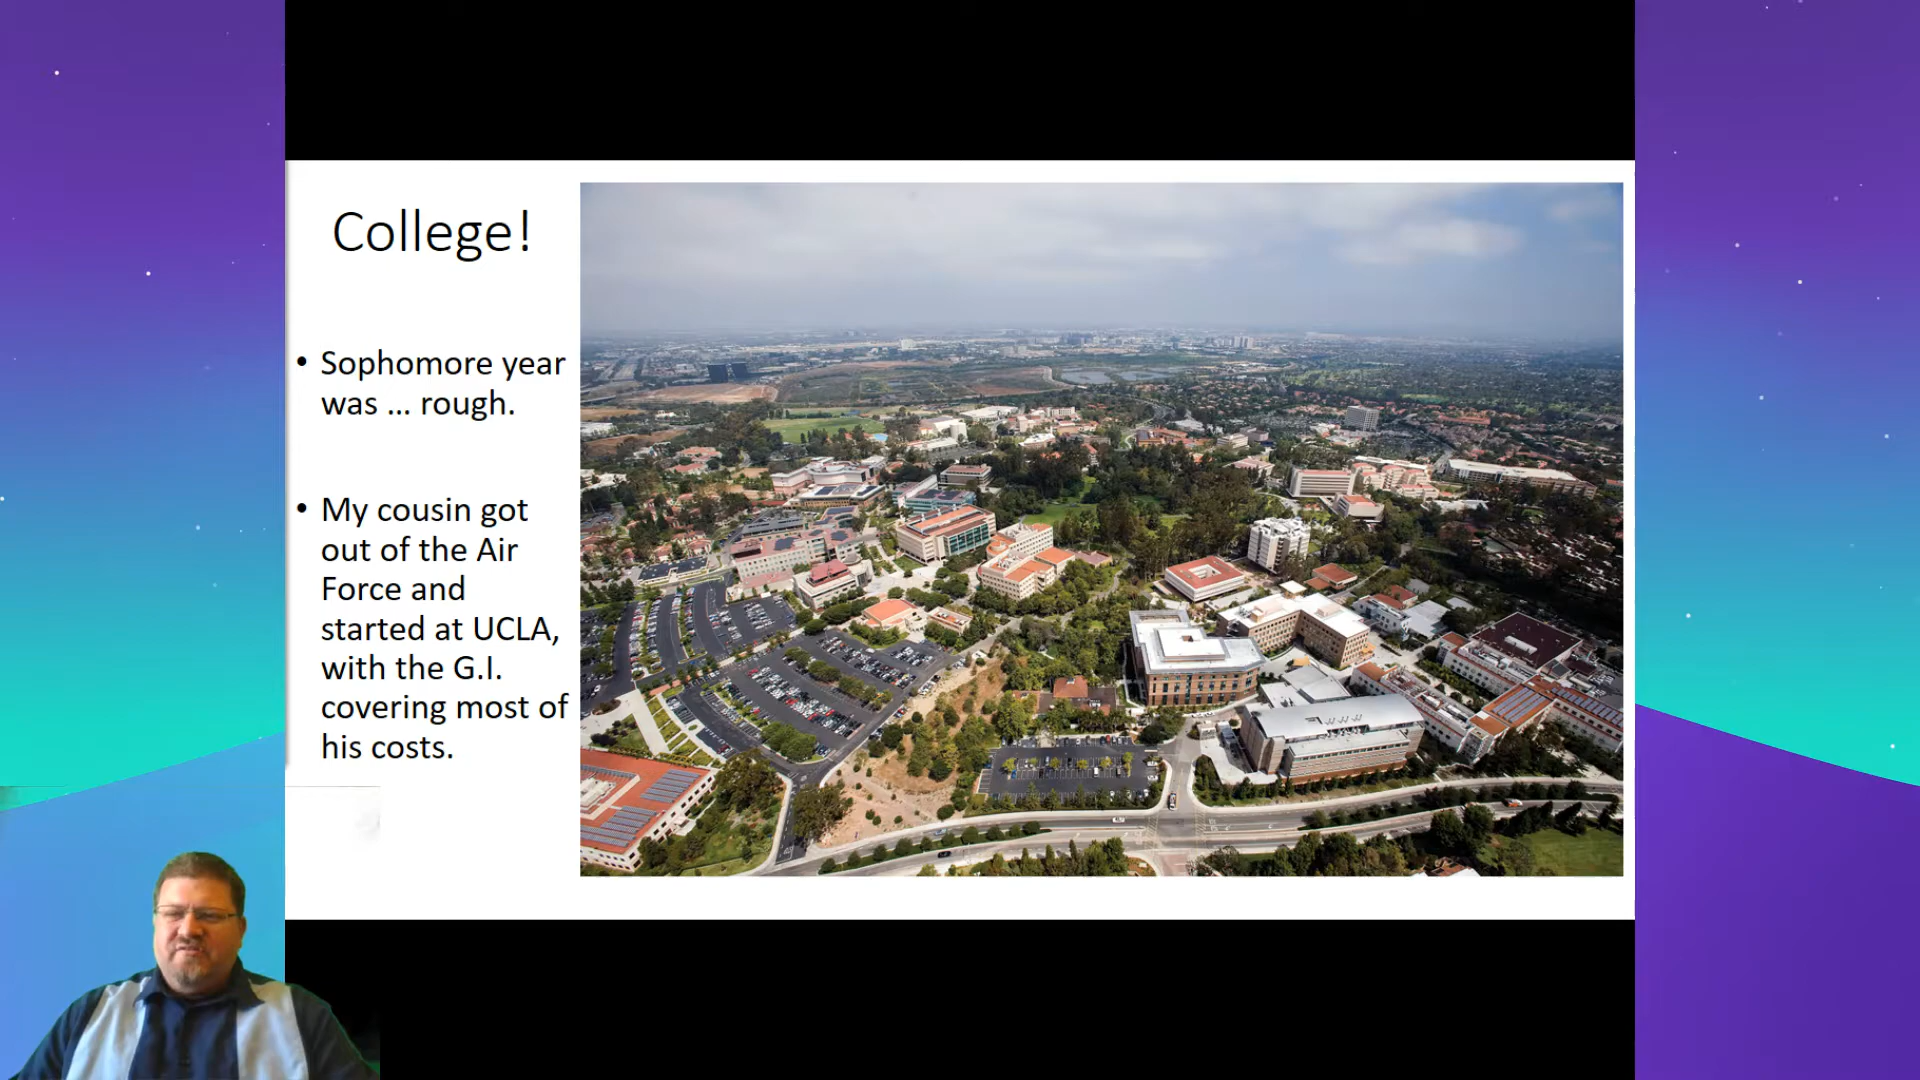 College!
• Sophomore year
was ... rough.
• My cousin got
out of the Air
Force and
started at UCLA,
with the G.I.
covering most of
his costs.